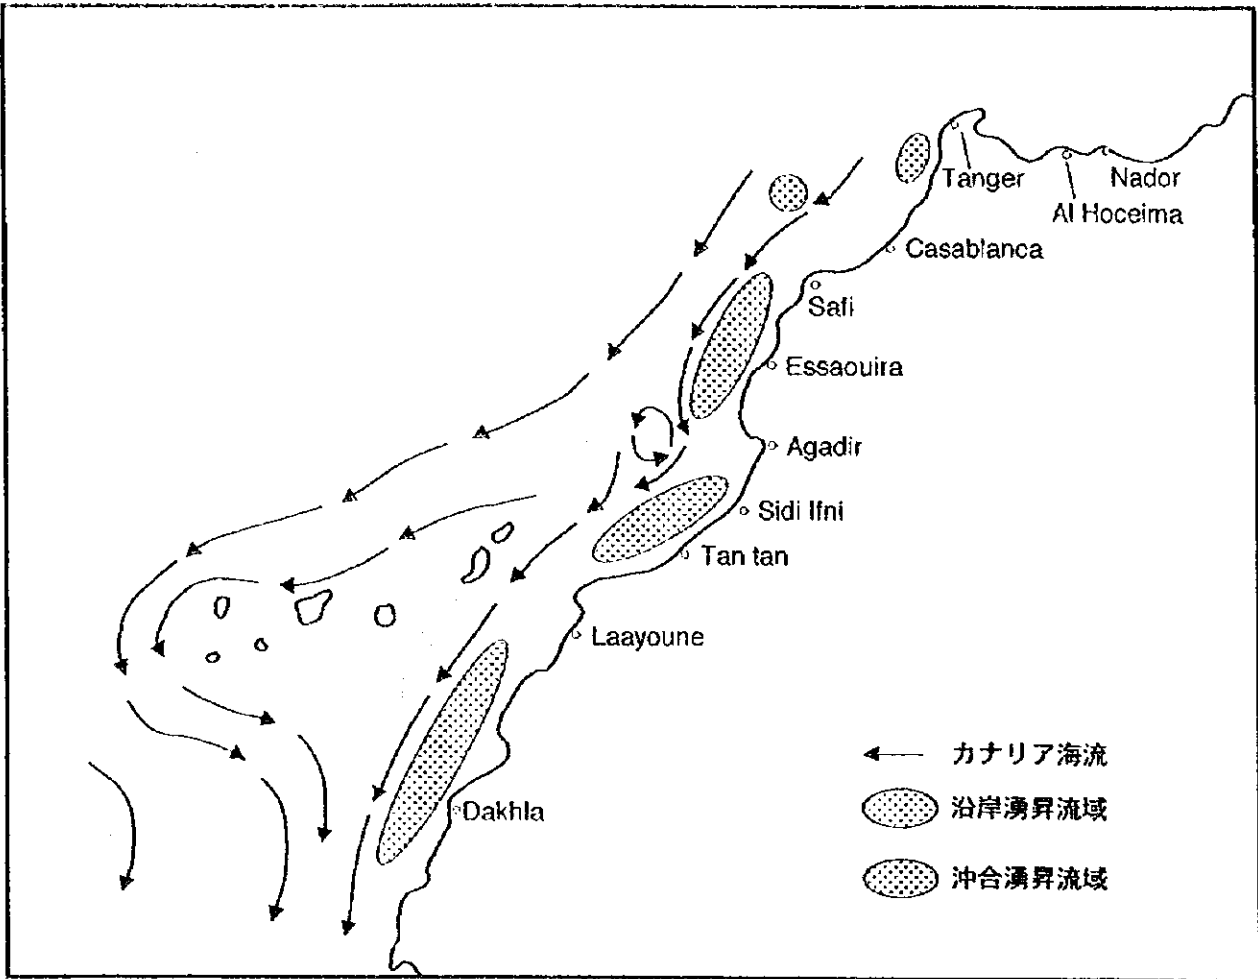 Tanger
Nador
Al Hoceima
Casablanca
Safi
Essaouira
Agadir
Sidi Ifni
Tan tan
Laayoune
Dakhla
カナリア海流
沿岸湧昇流域
沖合湧昇流域